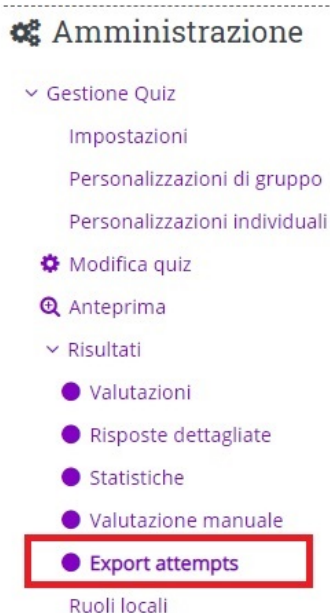 Amministrazione
Gestione Quiz
Impostazioni
Personalizzazioni di gruppo
Personalizzazioni individuali
Modifica quiz
Anteprima
Risultati
Valutazioni
Risposte dettagliate
Statistiche
Valutazione manuale
Export attempts
Ruoli locali